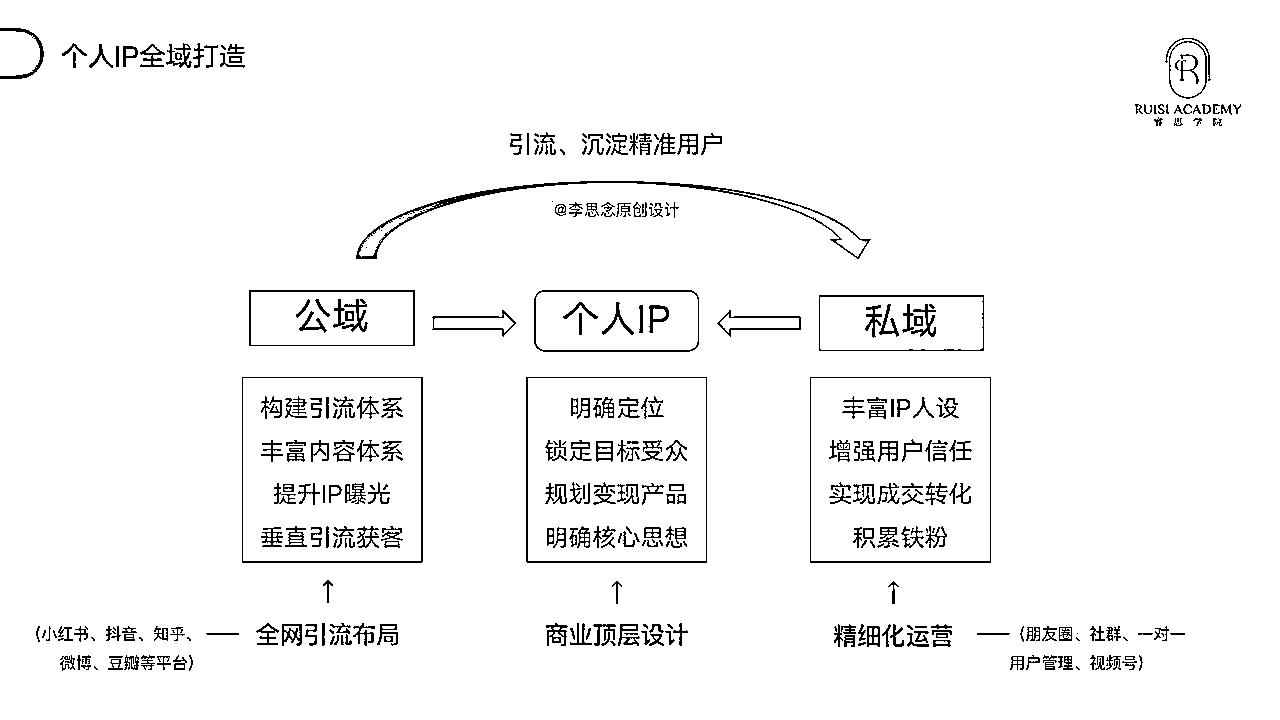 个人IP全域打造
RUISI ACADEMY
睿思学院
引流、沉淀精准用户
@李思念原创设计
公域
个人IP
私域
构建引流体系
丰富内容体系
提升IP曝光
垂直引流获客
明确定位
锁定目标受众
规划变现产品
明确核心思想
丰富IP人设
增强用户信任
实现成交转化
积累铁粉
(小红书、抖音、知乎、
微博、豆瓣等平台)
全网引流布局
商业顶层设计
精细化运营
(朋友圈、社群、一对一
用户管理、视频号)